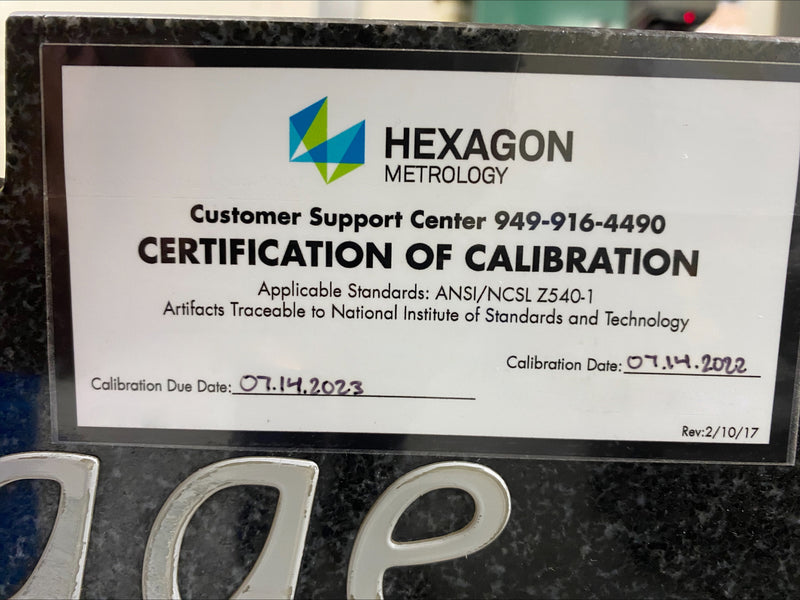 HEXAGON
METROLOGY
Customer Support Center 949-916-4490
CERTIFICATION OF CALIBRATION
Applicable Standards: ANSI/NCSL Z540-1
Artifacts Traceable to National Institute of Standards and Technology
Calibration Date: 07.14.2022
Calibration Due Date: 07.14.2023
Rev:2/10/17
age